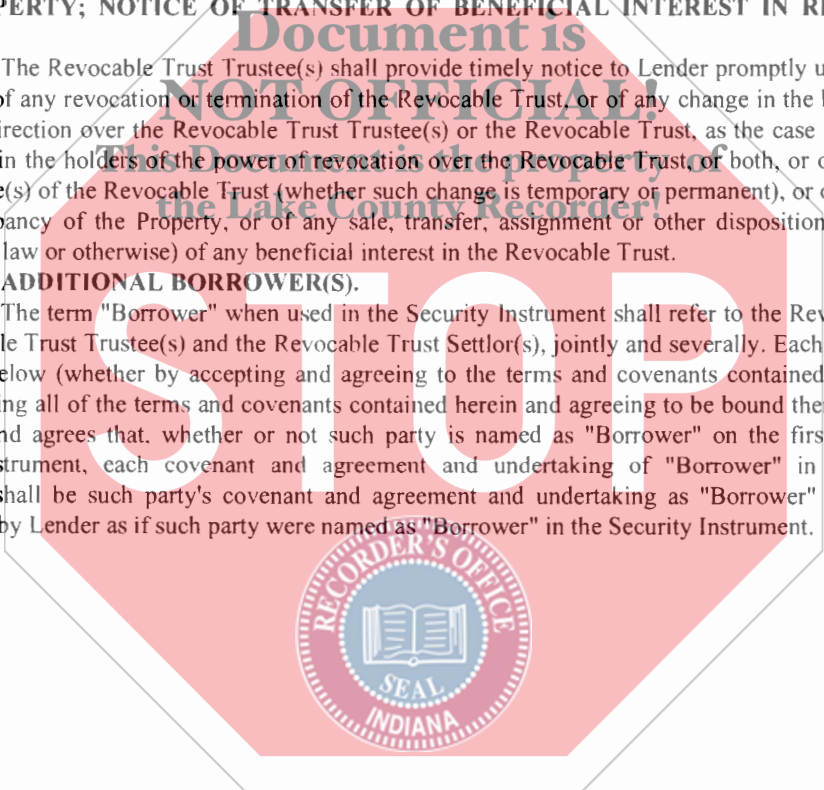 PERTY; NOTICE OF TRANSFER OF BENEFICIAL INTEREST IN RE
Document is
The Revocable Trust Trustee(s) shall provide timely notice to Lender promptly u
of any revocation or termination of the Revocable Trust, or of any change in the
NOT OFFICIAL!
irection over the Revocable Trust Trustee(s) or the Revocable Trust, as the case
in the holders of the power of revocation over the Revocable Trust, or both, or
This Document is the property of
e(s) of the Revocable Trust (whether such change is temporary or permanent), or
the Lake County Recorder!
pancy of the Property, or of any sale, transfer, assignment or other disposition
law or otherwise) of any beneficial interest in the Revocable Trust.
ADDITIONAL BORROWER(S).
The term "Borrower" when used in the Security Instrument shall refer to the Rev
le Trust Trustee(s) and the Revocable Trust Settlor(s), jointly and severally. Each
elow (whether by accepting and agreeing to the terms and covenants contained
ing all of the terms and covenants contained herein and agreeing to be bound the
nd agrees that. whether or not such party is named as "Borrower" on the firs
strument, each covenant and agreement and undertaking of "Borrower" in
shall be such party's covenant and agreement and undertaking as "Borrower"
by Lender as if such party were named as "Borrower" in the Security Instrument.
STOP
RECORDER'S OFFICE
SEAL
INDIANA